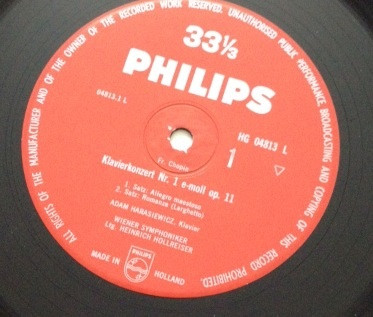 ALL RIGHTS OF THE MANUFACTURER AND OF THE OWNER OF THE RECORDED WORK RESERVED. UNAUTHORISED PUBLIC PERFORMANCE BROADCASTING AND COPYING OF THIS RECORD PROHIBITED.
33⅓
PHILIPS
04813.1 L
HG 04813 L
1
Fr. Chopin
Klavierkonzert Nr. 1 e-moll op. 11
1. Satz: Allegro maestoso
2. Satz: Romanze (Larghetto)
ADAM HARASIEWICZ, Klavier
WIENER SYMPHONIKER
Ltg. HEINRICH HOLLREISER
MADE IN
PHILIPS
HOLLAND